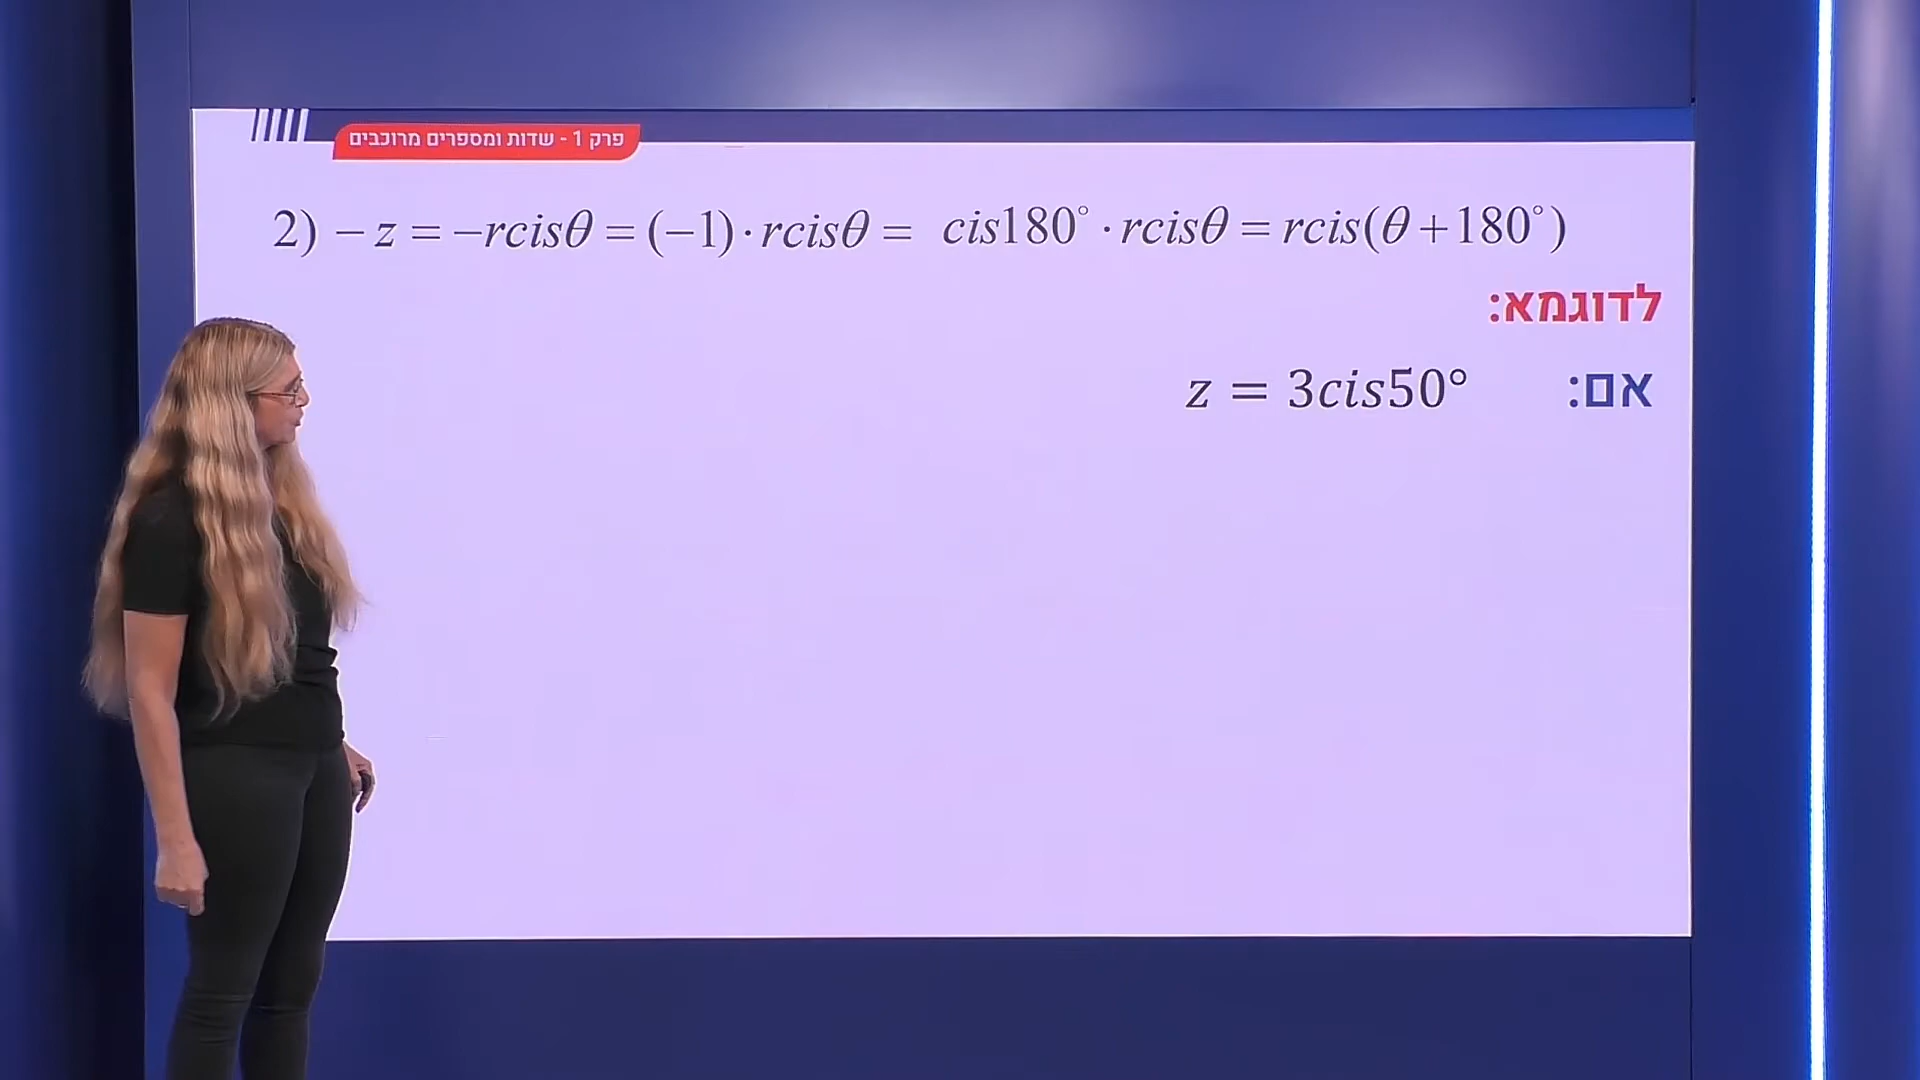 פרק 1 - שדות ומספרים מרוכבים
2) −z = −rcisθ = (−1)·rcisθ = cis180°·rcisθ = rcis(θ+180°)
לדוגמא:
אם: z = 3cis50°